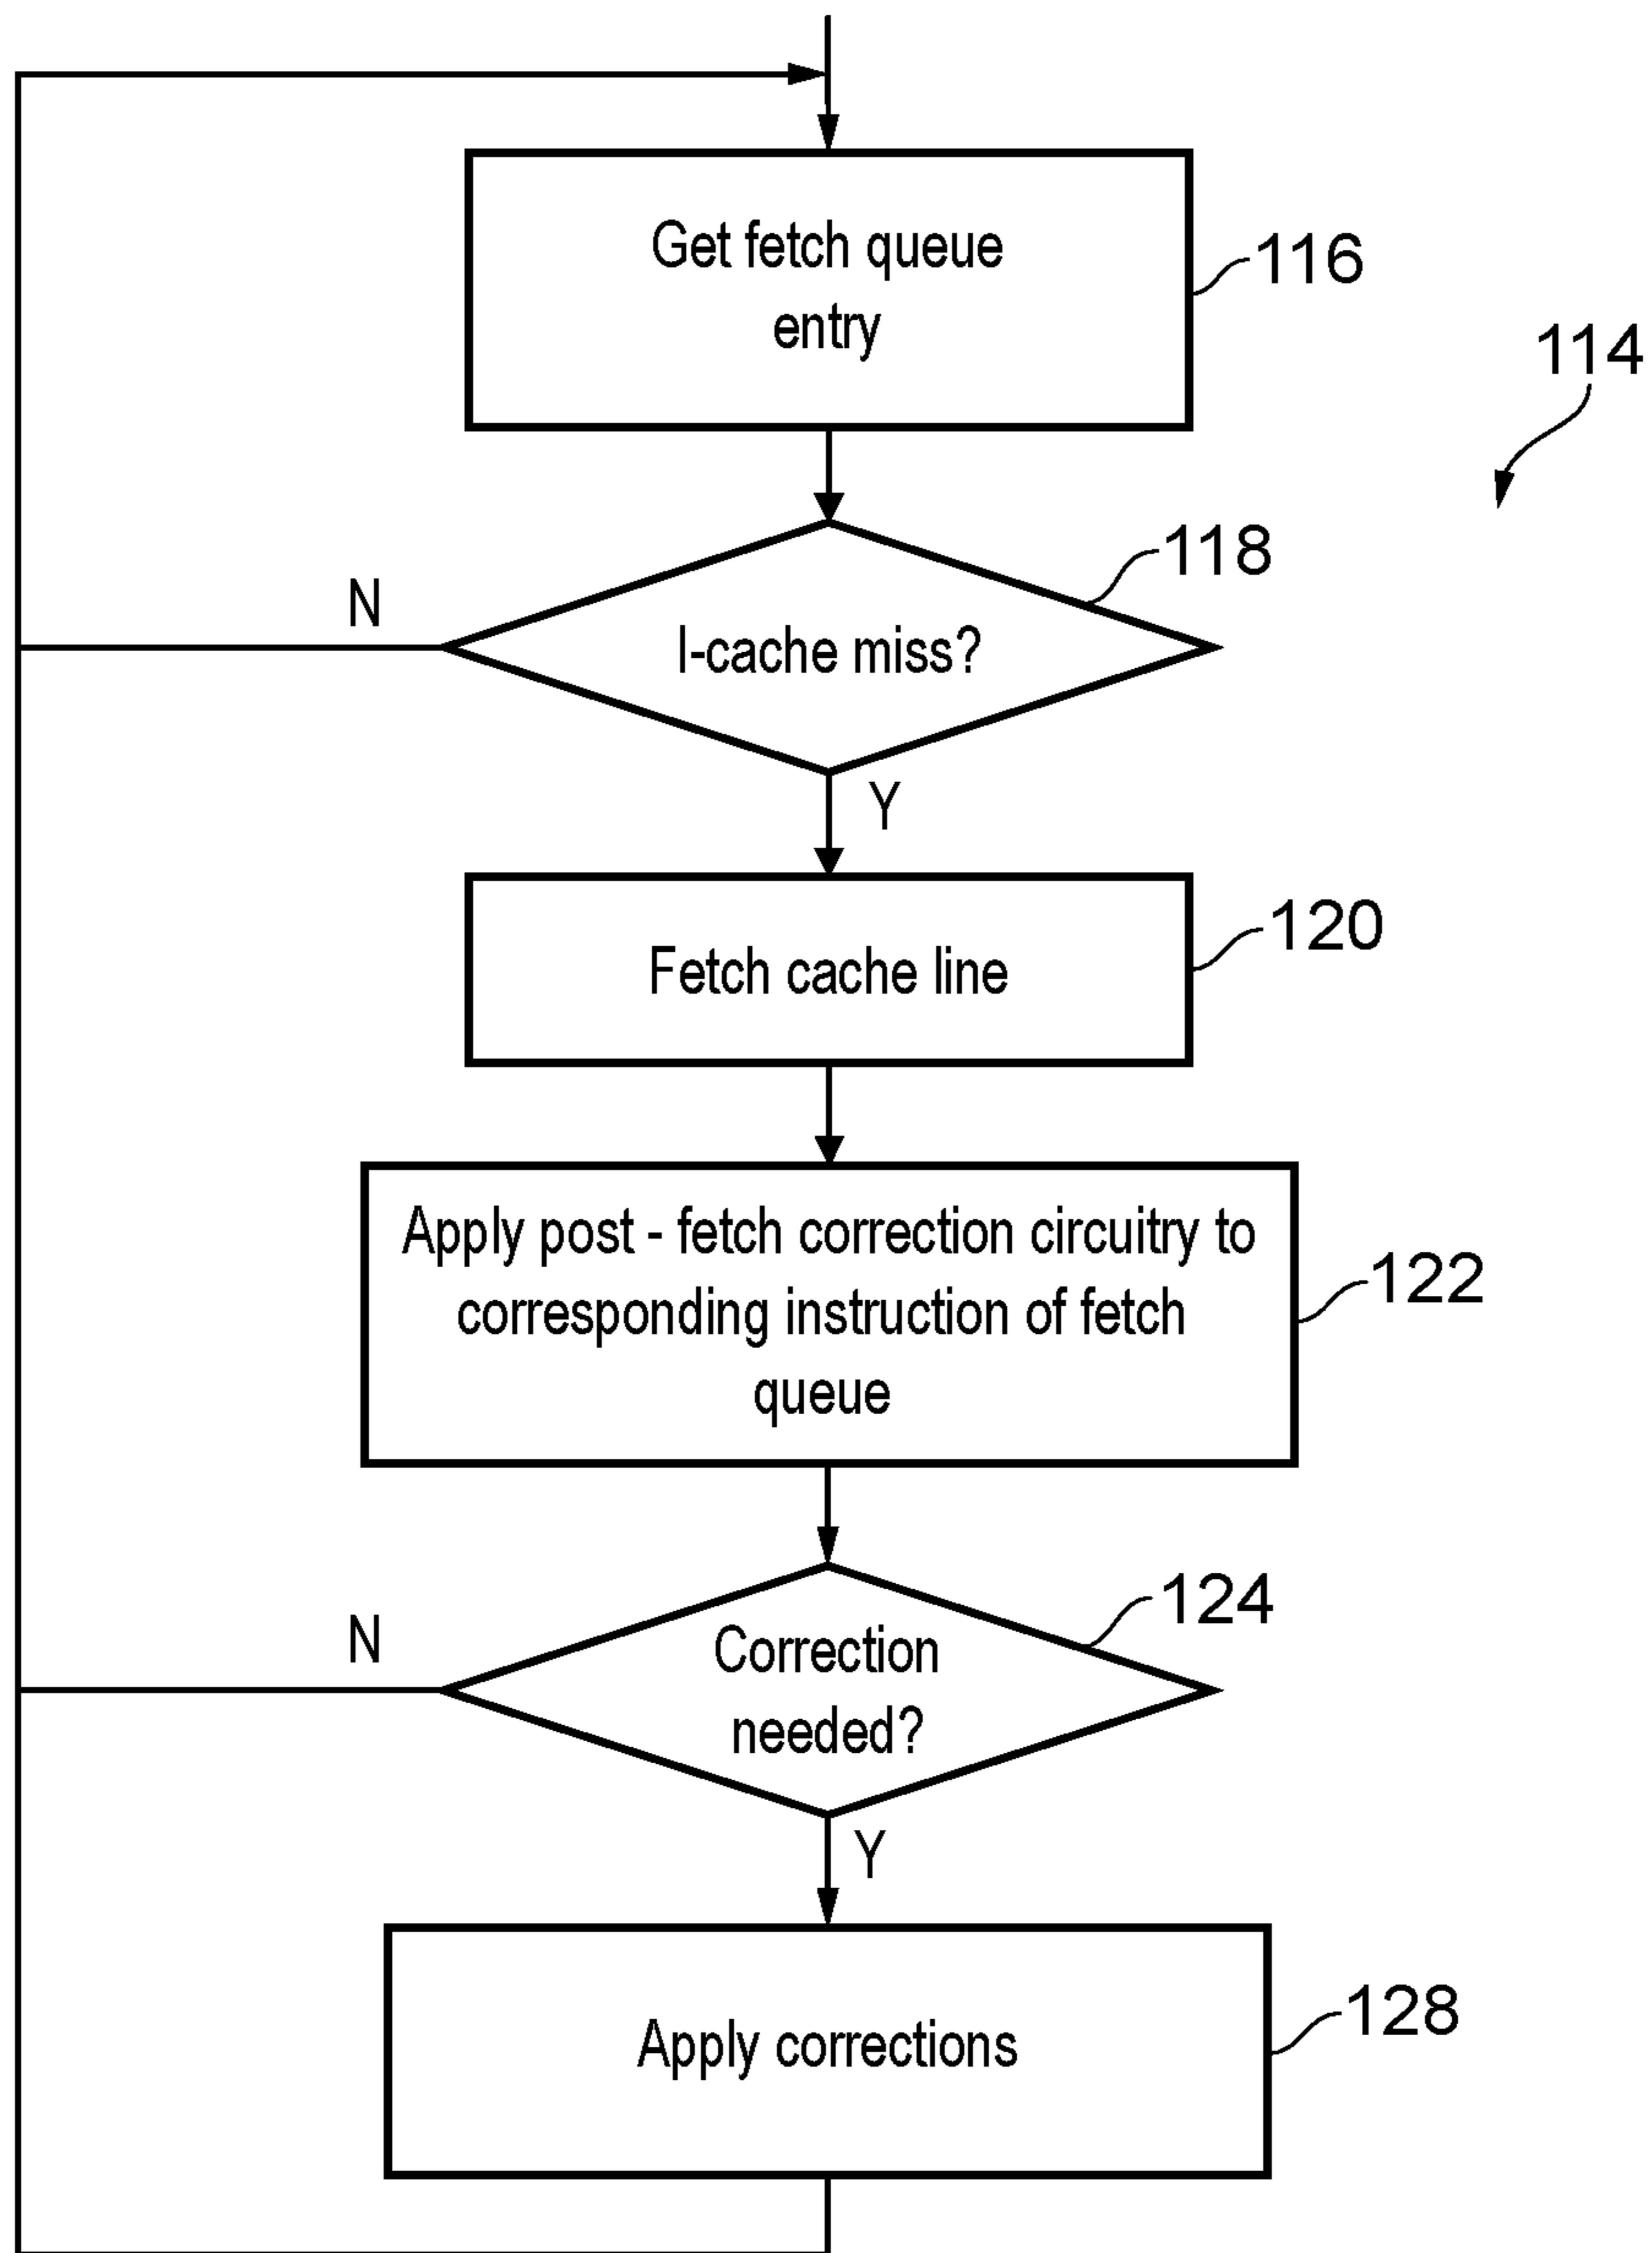 Get fetch queue
entry
116
114
118
N
I-cache miss?
Y
120
Fetch cache line
Apply post - fetch correction circuitry to
corresponding instruction of fetch
queue
122
124
N
Correction
needed?
Y
128
Apply corrections